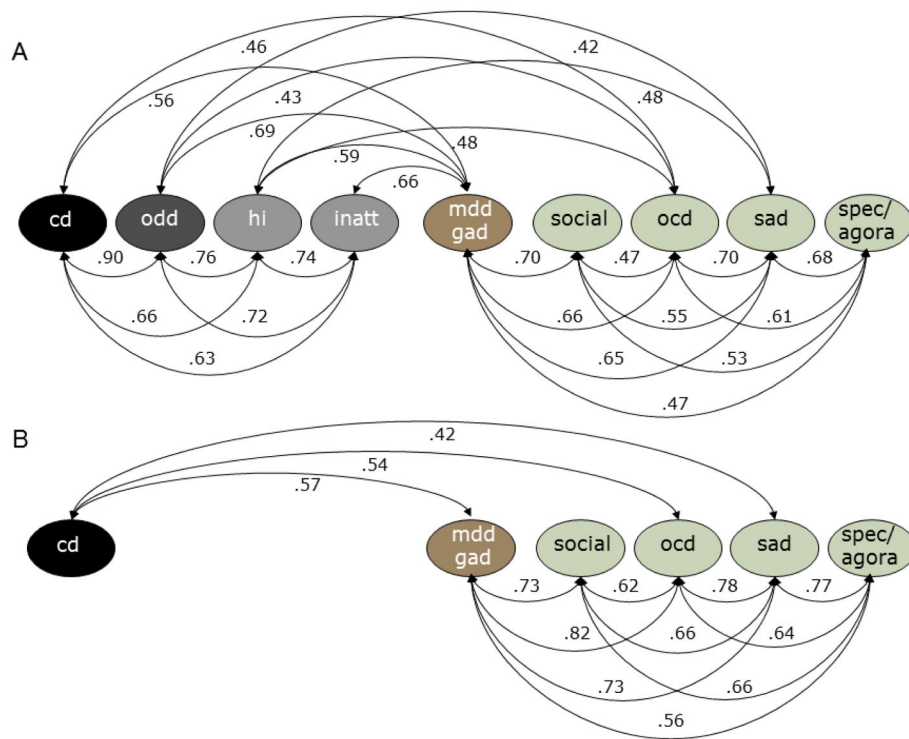 A
.46
.42
.56
.43
.48
.69
.48
.59
.66
cd
odd
hi
inatt
mdd
gad
social
ocd
sad
spec/
agora
.90
.76
.74
.70
.47
.70
.68
.66
.72
.66
.55
.61
.63
.65
.53
.47
B
.42
.54
.57
cd
mdd
gad
social
ocd
sad
spec/
agora
.73
.62
.78
.77
.82
.66
.64
.73
.66
.56